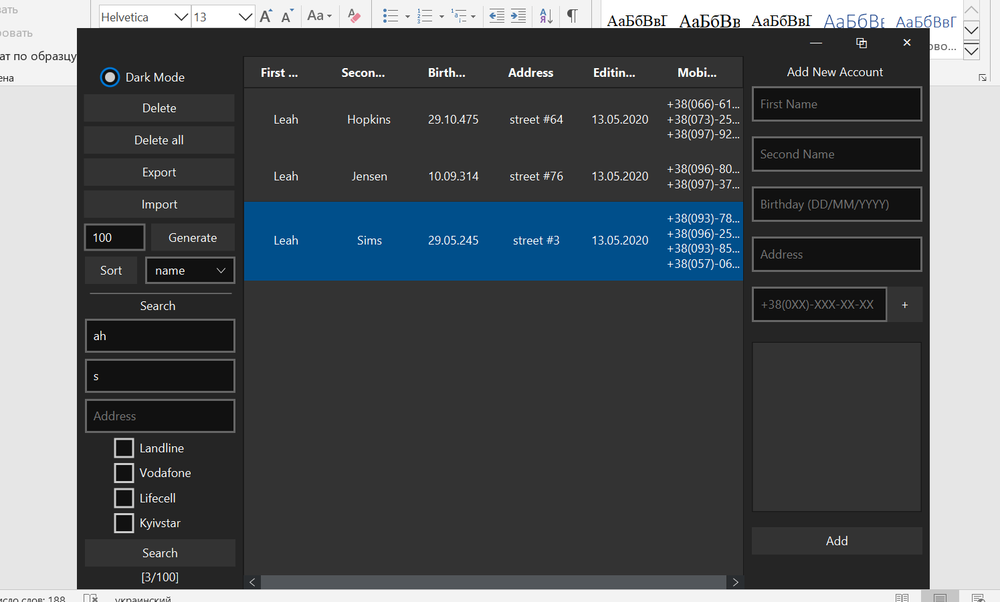 вать
Helvetica
13
Aa
АаБбВвГ
АаБбВв
АаБбВвГ
АаБбВг
АаБбВвГ
ровать
ат по образцу
ена
ово...
Dark Mode
Delete
Delete all
Export
Import
100
Generate
Sort
name
Search
ah
s
Address
Landline
Vodafone
Lifecell
Kyivstar
Search
[3/100]
First ...
Secon...
Birth...
Address
Editin...
Mobi...
Leah
Hopkins
29.10.475
street #64
13.05.2020
+38(066)-61...
+38(073)-25...
+38(097)-92...
Leah
Jensen
10.09.314
street #76
13.05.2020
+38(096)-80...
+38(097)-37...
Leah
Sims
29.05.245
street #3
13.05.2020
+38(093)-78...
+38(096)-25...
+38(093)-85...
+38(057)-06...
Add New Account
First Name
Second Name
Birthday (DD/MM/YYYY)
Address
+38(0XX)-XXX-XX-XX
+
Add
исло слов: 188
украинский